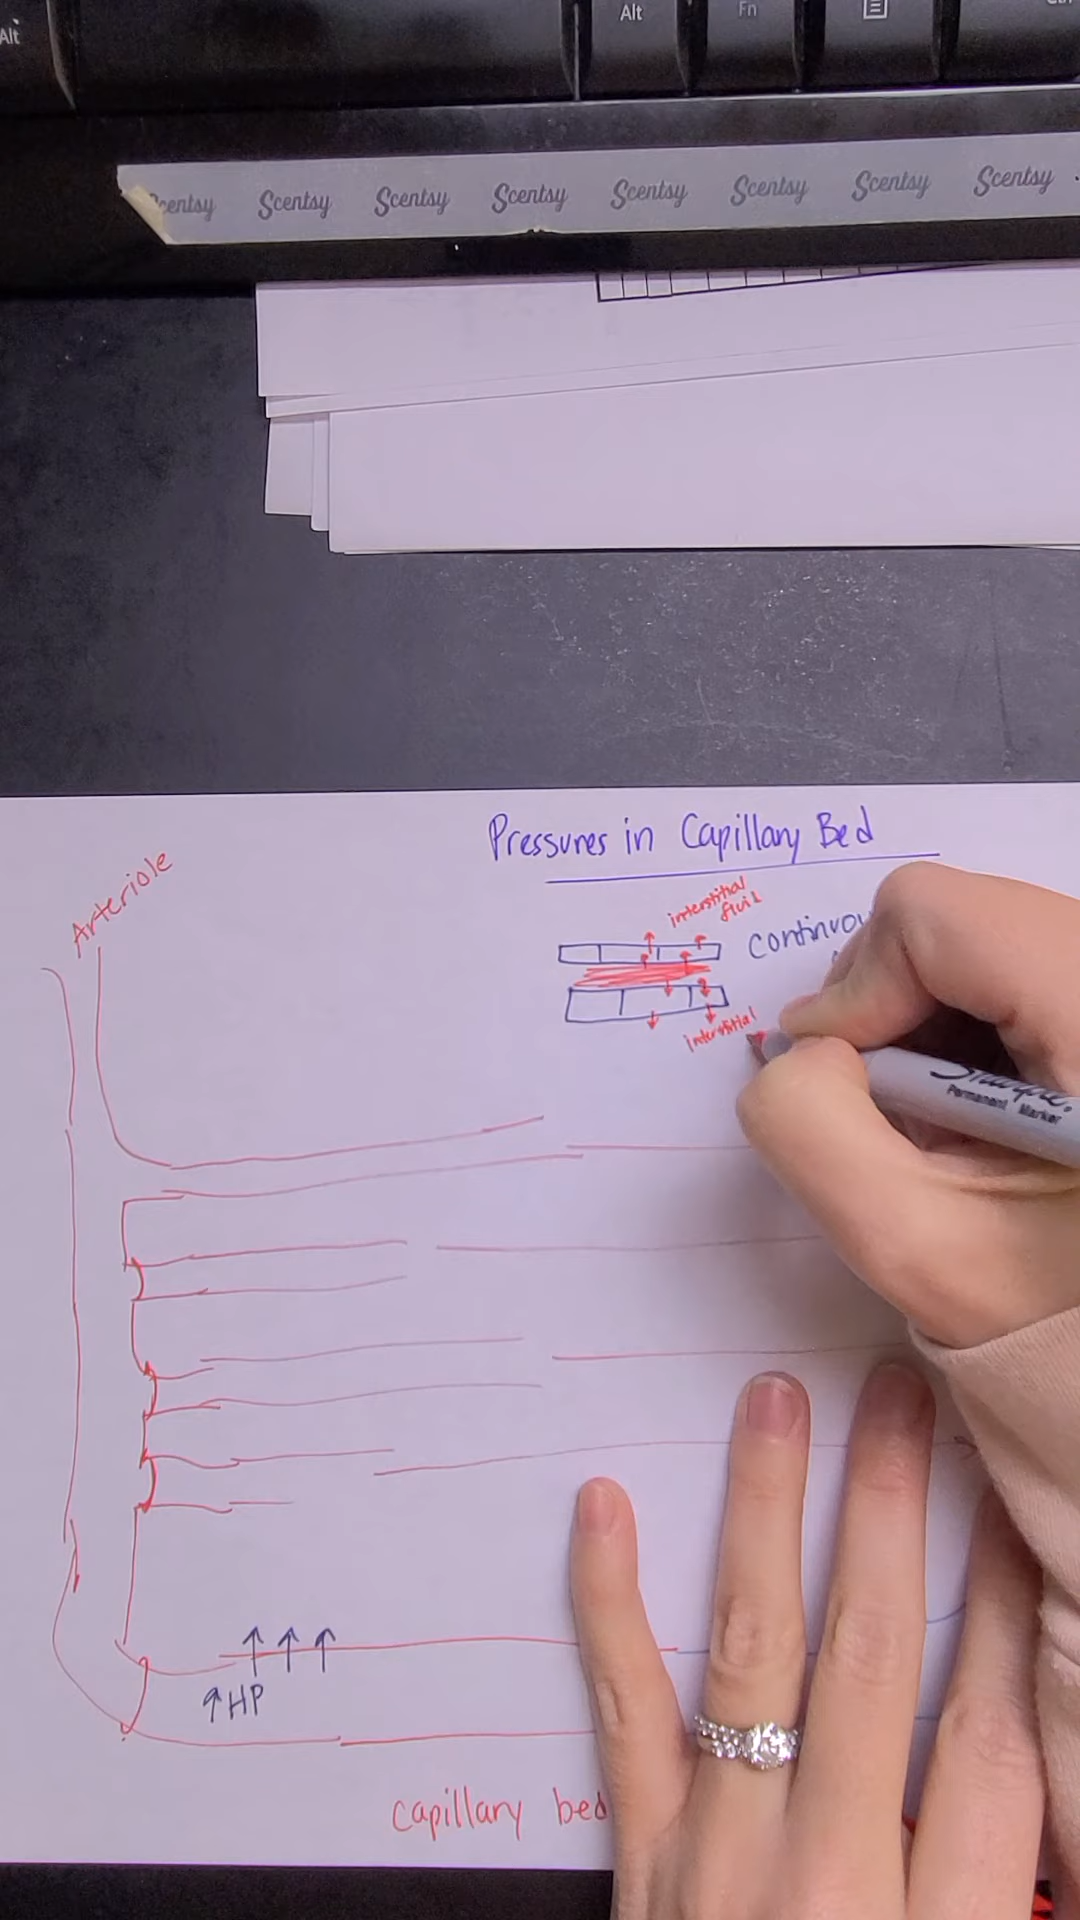 Alt
Alt
Fn
Scentsy Scentsy Scentsy Scentsy Scentsy Scentsy Scentsy Scentsy
Pressures in Capillary Bed
Arteriole
interstitial
fluid
Continuou
interstitial
Sharpie.
Permanent Marker
↑HP
capillary bed